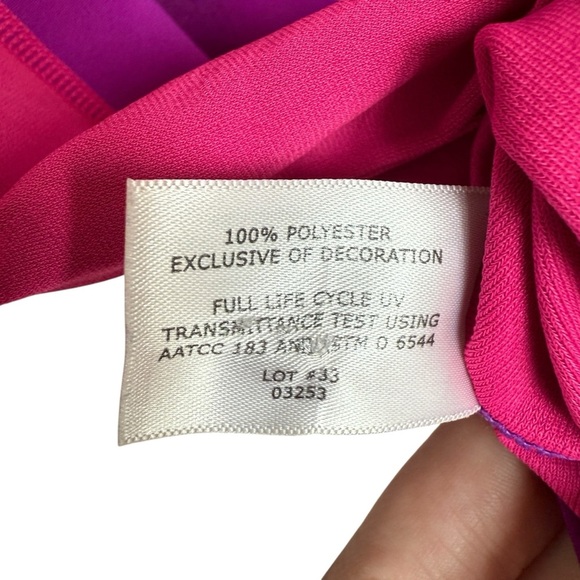 100% POLYESTER
EXCLUSIVE OF DECORATION
FULL LIFE CYCLE UV
TRANSMITTANCE TEST USING
AATCC 183 AND ASTM D 6544
LOT #33
03253